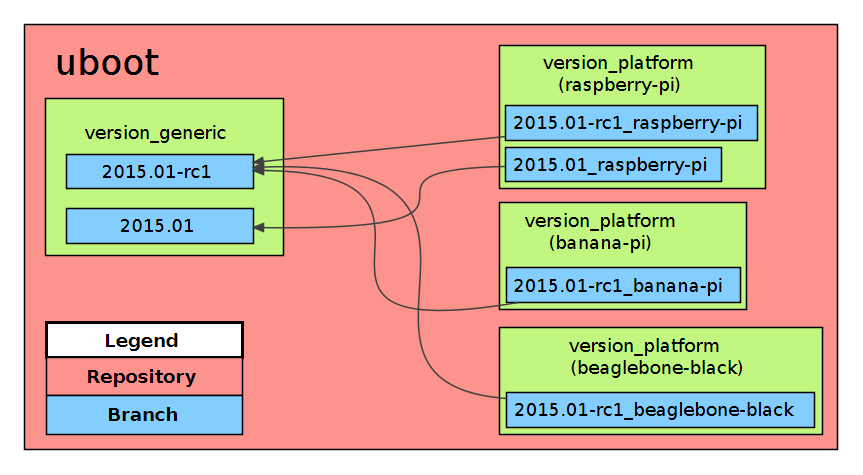 uboot
version_generic
2015.01-rc1
2015.01
version_platform
(raspberry-pi)
2015.01-rc1_raspberry-pi
2015.01_raspberry-pi
version_platform
(banana-pi)
2015.01-rc1_banana-pi
version_platform
(beaglebone-black)
2015.01-rc1_beaglebone-black
Legend
Repository
Branch